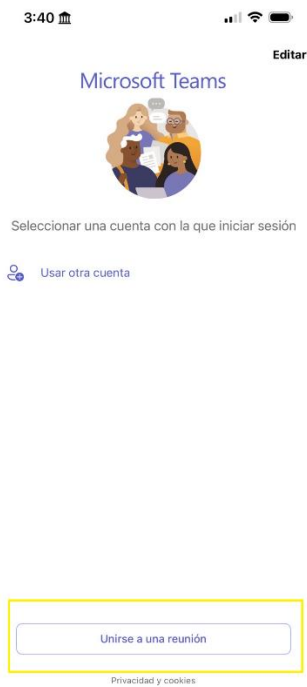 3:40
Editar
Microsoft Teams
Seleccionar una cuenta con la que iniciar sesión
Usar otra cuenta
Unirse a una reunión
Privacidad y cookies